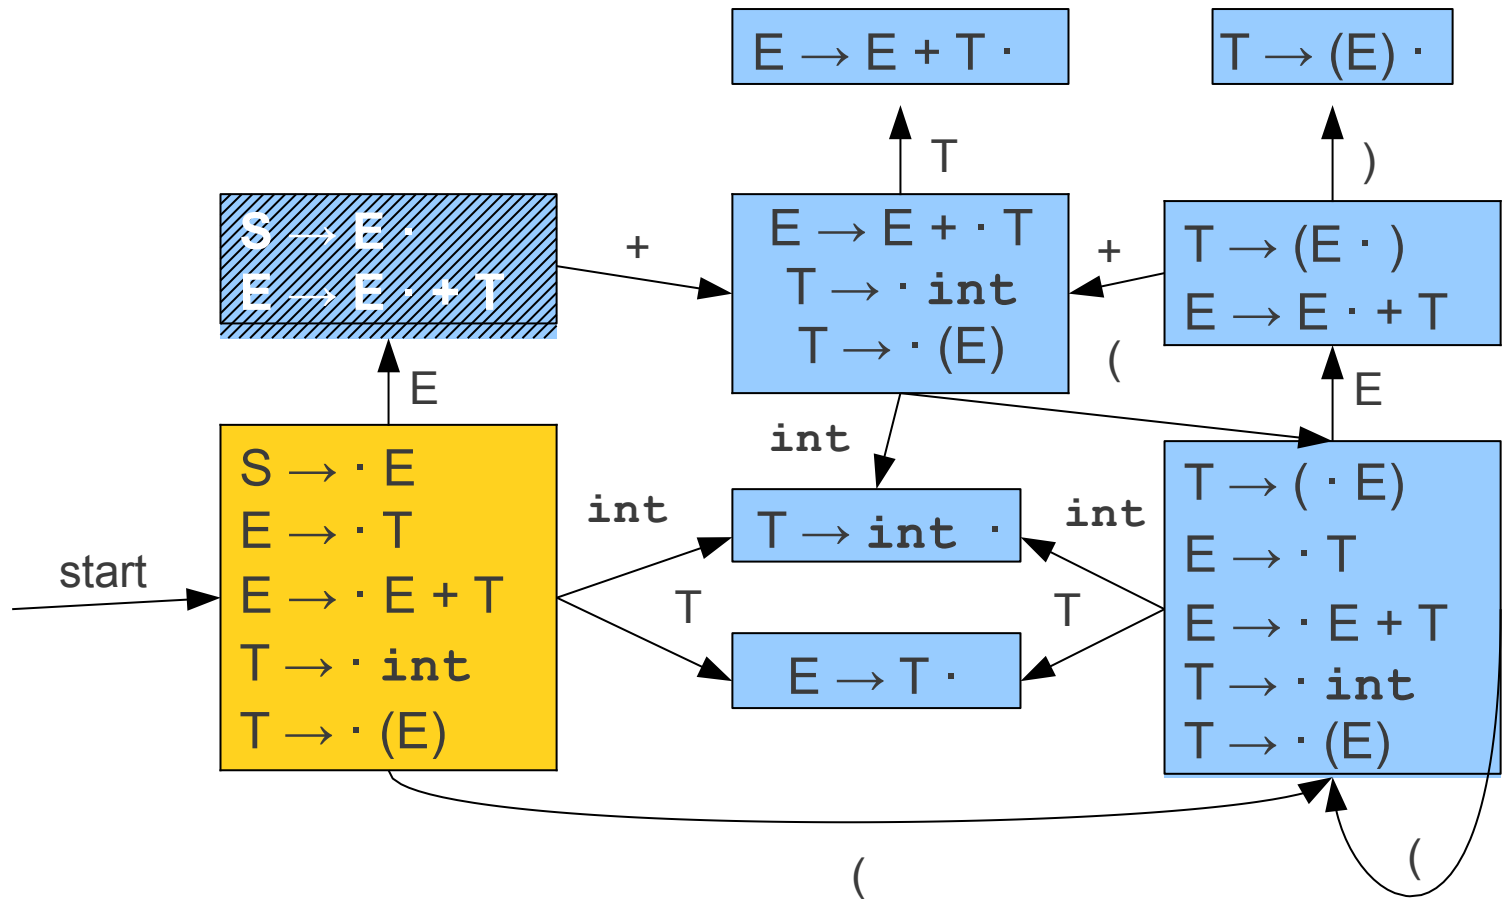 E → E + T ·
T → (E) ·
T
)
S → E ·
E → E · + T
+
E → E + · T
T → · int
T → · (E)
+
T → (E · )
E → E · + T
(
E
E
int
S → · E
E → · T
E → · E + T
T → · int
T → · (E)
start
int
T → int ·
int
T
E → T ·
T
T → ( · E)
E → · T
E → · E + T
T → · int
T → · (E)
(
(